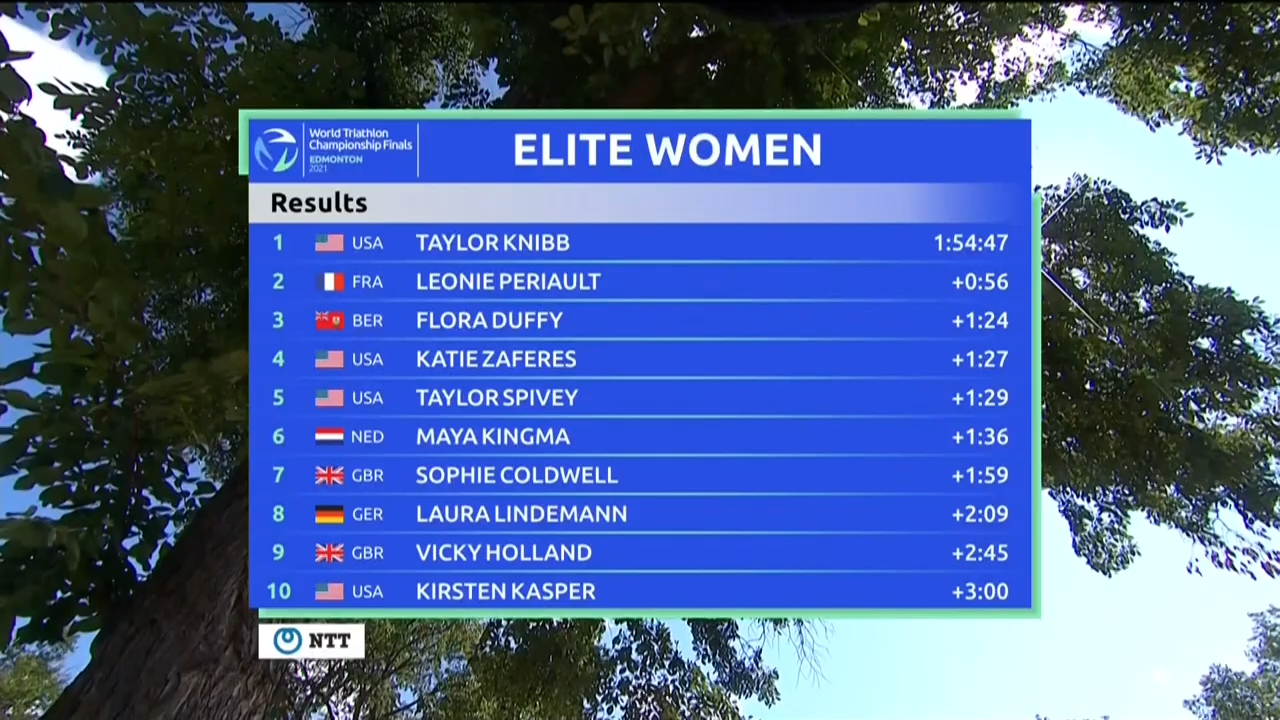 World Triathlon
Championship Finals
EDMONTON
2021
ELITE WOMEN
Results
1 USA TAYLOR KNIBB 1:54:47
2 FRA LEONIE PERIAULT +0:56
3 BER FLORA DUFFY +1:24
4 USA KATIE ZAFERES +1:27
5 USA TAYLOR SPIVEY +1:29
6 NED MAYA KINGMA +1:36
7 GBR SOPHIE COLDWELL +1:59
8 GER LAURA LINDEMANN +2:09
9 GBR VICKY HOLLAND +2:45
10 USA KIRSTEN KASPER +3:00
NTT